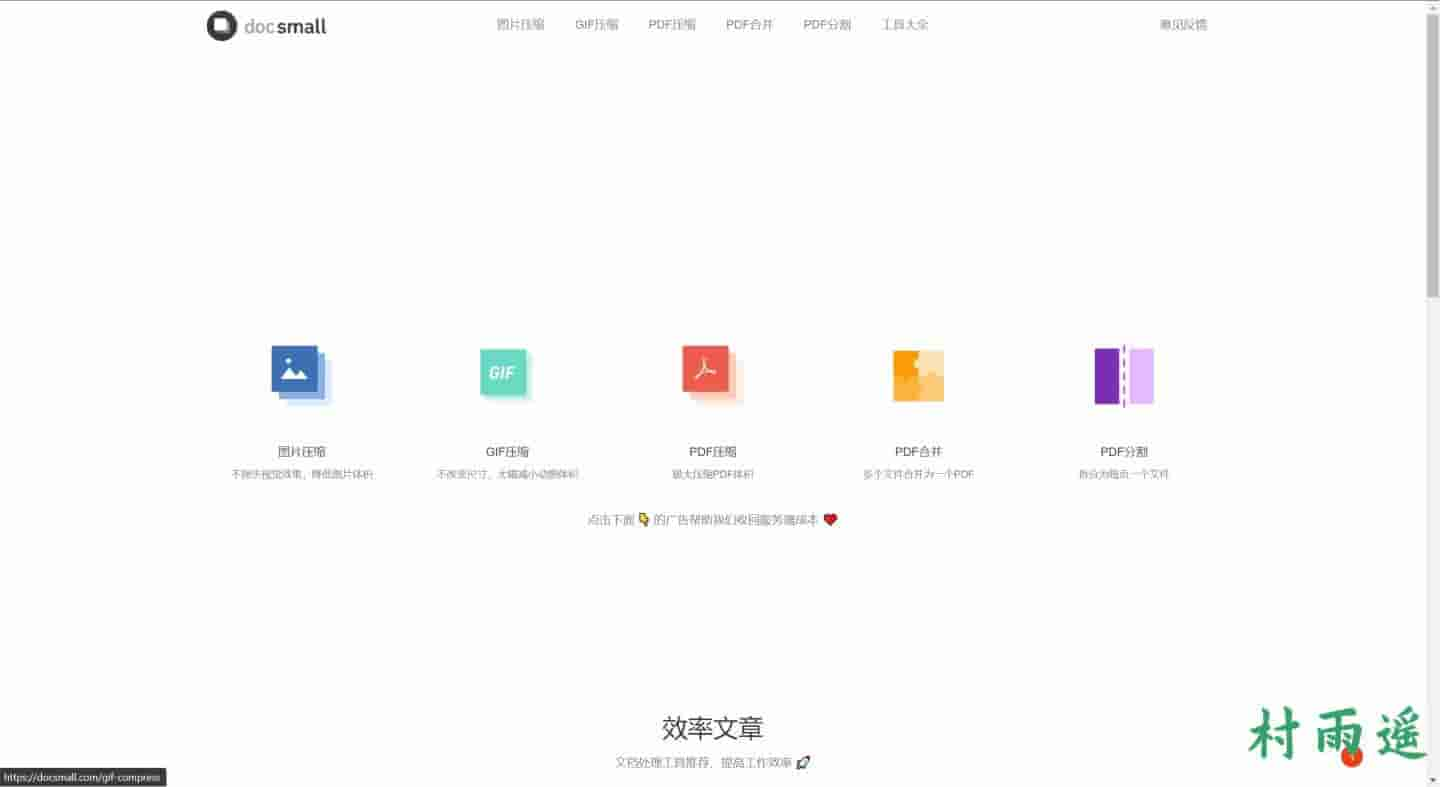 docsmall
图片压缩 GIF压缩 PDF压缩 PDF合并 PDF分割 工具大全 意见反馈
GIF
图片压缩 GIF压缩 PDF压缩 PDF合并 PDF分割
不损失视觉效果，降低图片体积 不改变尺寸，大幅减小动图体积 极大压缩PDF体积 多个文件合并为一个PDF 拆分为每页一个文件
点击下面👇的广告帮助我们收回服务端成本 ❤️
效率文章
文档处理工具推荐，提高工作效率 🚀
村雨遥
https://docsmall.com/gif-compress